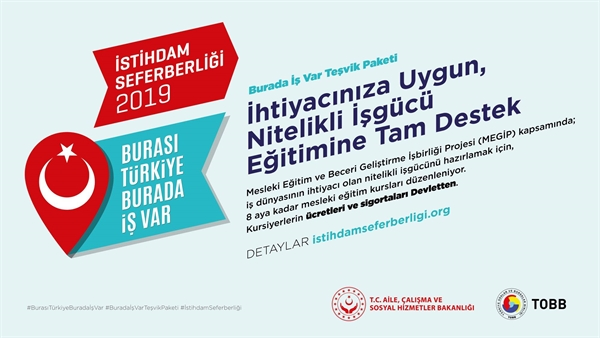 İSTİHDAM
SEFERBERLİĞİ
2019
BURASI
TÜRKİYE
BURADA
İŞ VAR
Burada İş Var Teşvik Paketi
İhtiyacınıza Uygun,
Nitelikli İşgücü
Eğitimine Tam Destek
Mesleki Eğitim ve Beceri Geliştirme İşbirliği Projesi (MEGİP) kapsamında;
iş dünyasının ihtiyacı olan nitelikli işgücünü hazırlamak için,
8 aya kadar mesleki eğitim kursları düzenleniyor.
Kursiyerlerin ücretleri ve sigortaları Devletten.
DETAYLAR istihdamseferberligi.org
#BurasıTürkiyeBuradaİşVar #BuradaİşVarTeşvikPaketi #İstihdamSeferberliği
T.C. AİLE, ÇALIŞMA VE
SOSYAL HİZMETLER BAKANLIĞI
TOBB